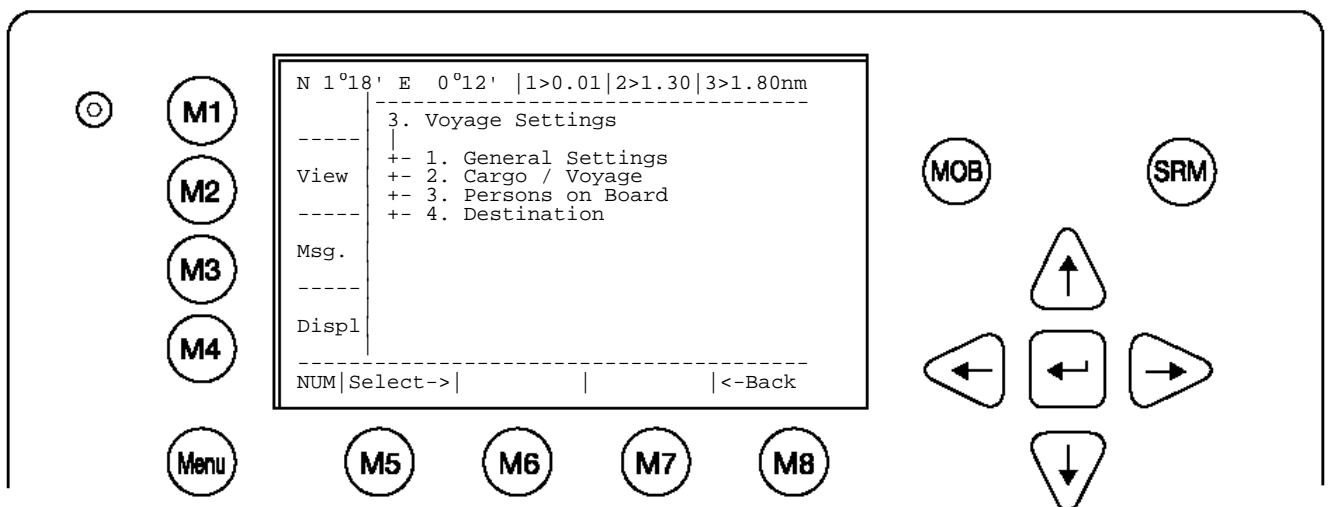 N 1°18' E 0°12' |1>0.01|2>1.30|3>1.80nm
3. Voyage Settings
+- 1. General Settings
+- 2. Cargo / Voyage
+- 3. Persons on Board
+- 4. Destination
View
Msg.
Displ
NUM|Select->| | |<-Back
M1
M2
M3
M4
Menu
M5
M6
M7
M8
MOB
SRM